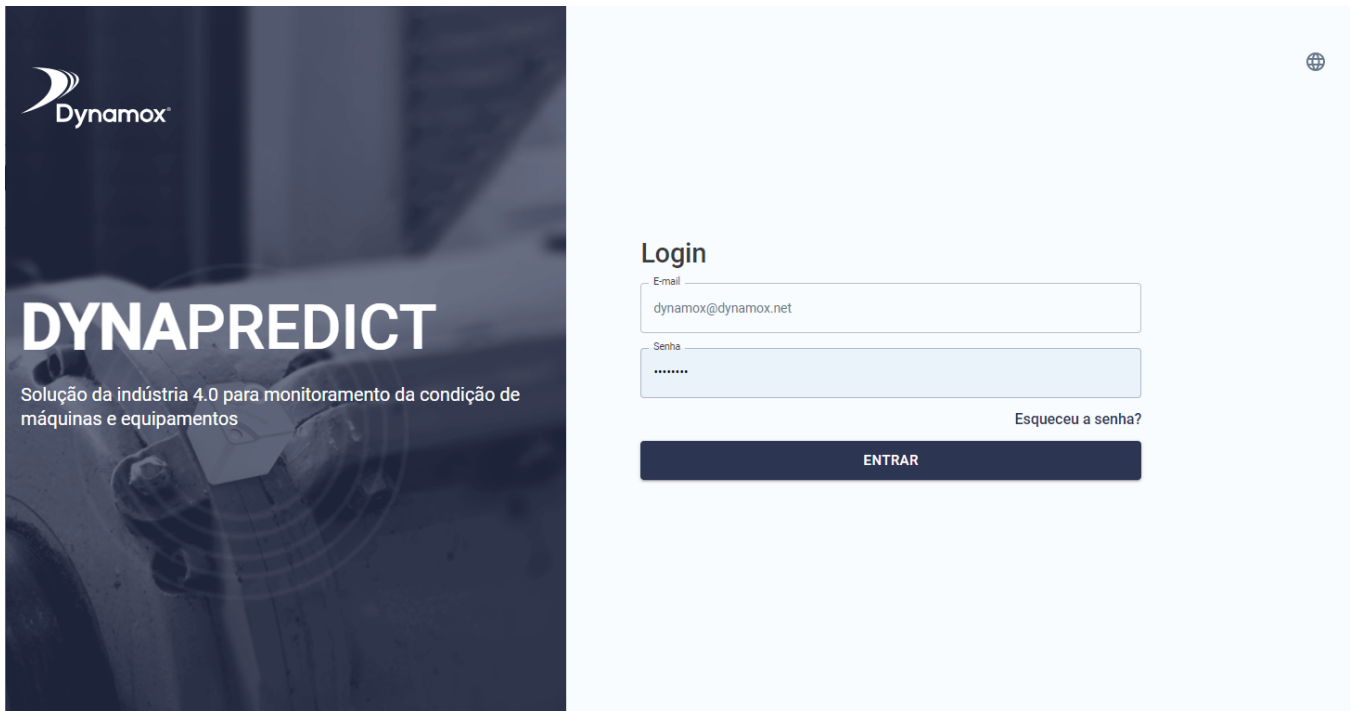 Dynamox®
DYNAPREDICT
Solução da indústria 4.0 para monitoramento da condição de
máquinas e equipamentos
Login
E-mail
dynamox@dynamox.net
Senha
••••••••
Esqueceu a senha?
ENTRAR